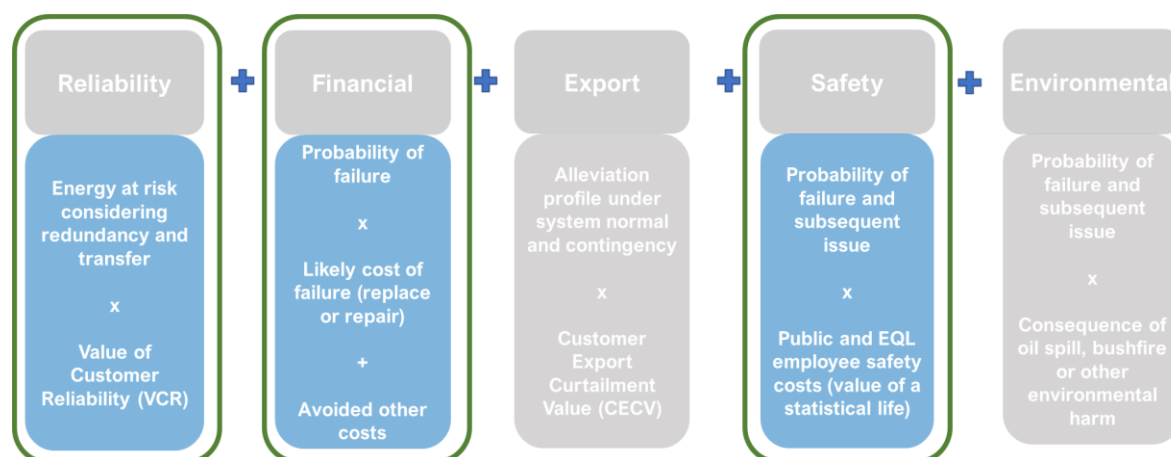 Reliability
Financial
Export
Safety
Environmental
Energy at risk
considering
redundancy and
transfer
x
Value of
Customer
Reliability (VCR)
Probability of
failure
x
Likely cost of
failure (replace
or repair)
+
Avoided other
costs
Alleviation
profile under
system normal
and contingency
x
Customer
Export
Curtailment
Value (CECV)
Probability of
failure and
subsequent
issue
x
Public and EQL
employee safety
costs (value of a
statistical life)
Probability of
failure and
subsequent
issue
x
Consequence of
oil spill, bushfire
or other
environmental
harm